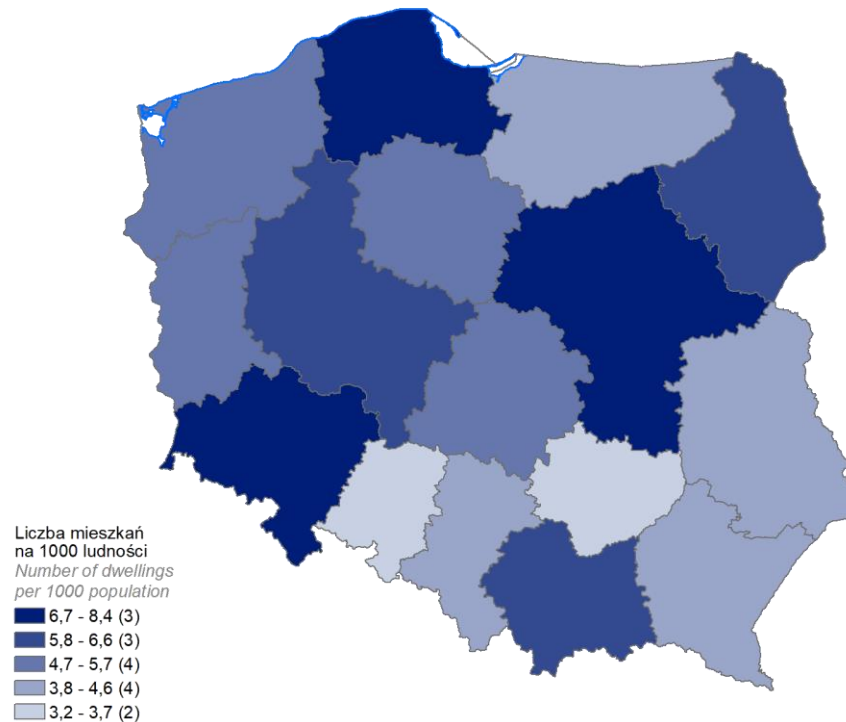 Liczba mieszkań
na 1000 ludności
Number of dwellings
per 1000 population
6,7 - 8,4 (3)
5,8 - 6,6 (3)
4,7 - 5,7 (4)
3,8 - 4,6 (4)
3,2 - 3,7 (2)